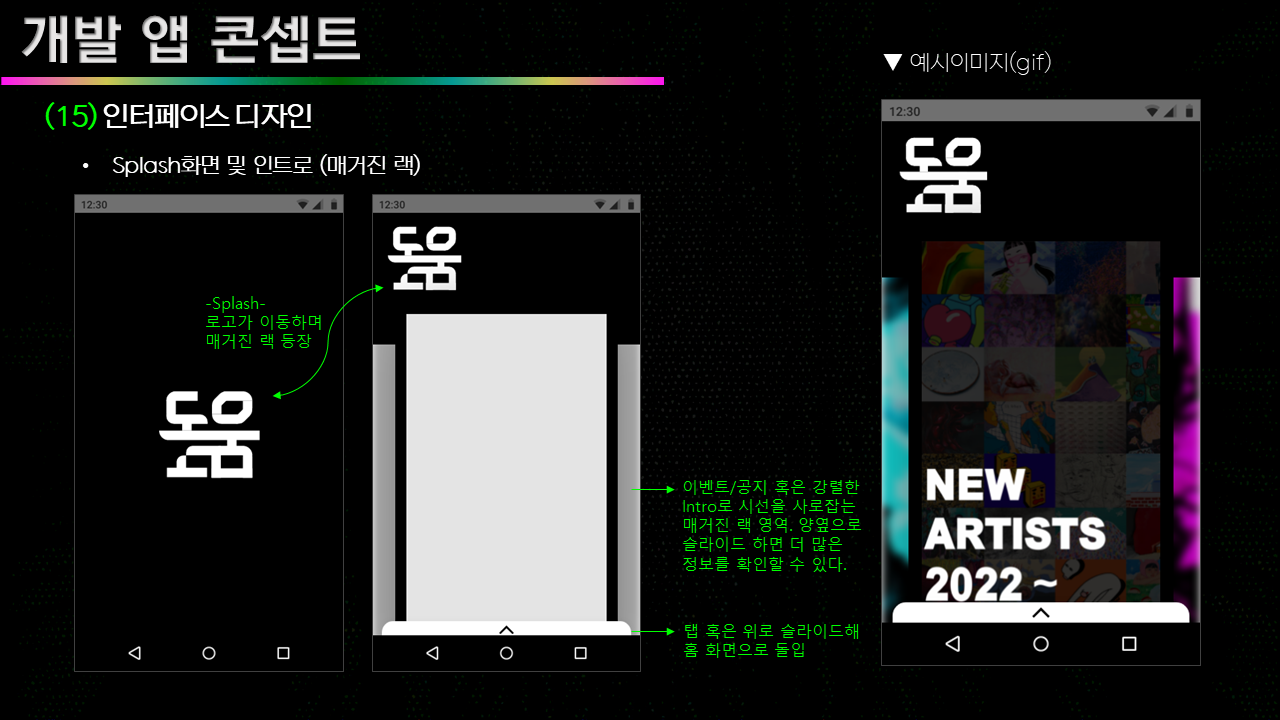 개발 앱 콘셉트
▼ 예시이미지(gif)
(15) 인터페이스 디자인
• Splash화면 및 인트로 (매거진 랙)
12:30
-Splash-
로고가 이동하며
매거진 랙 등장
12:30
이벤트/공지 혹은 강렬한
Intro로 시선을 사로잡는
매거진 랙 영역. 양옆으로
슬라이드 하면 더 많은
정보를 확인할 수 있다.
탭 혹은 위로 슬라이드해
홈 화면으로 돌입
12:30
NEW
ARTISTS
2022 ~